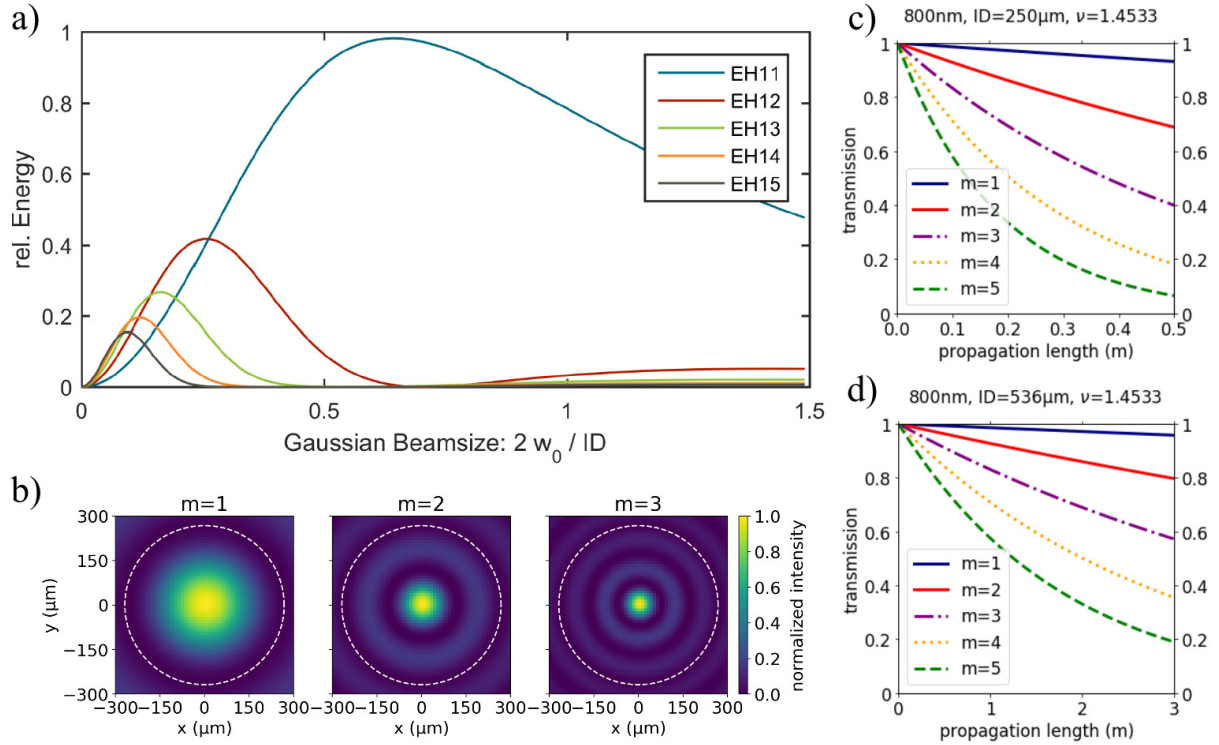 a)
rel. Energy
1
0.8
0.6
0.4
0.2
0
0
0.5
1
1.5
Gaussian Beamsize: 2 w₀ / ID
EH11
EH12
EH13
EH14
EH15
b)
m=1
m=2
m=3
y (μm)
300
150
0
−150
−300
−300
−150
0
150
300
x (μm)
−300
−150
0
150
300
x (μm)
−300
−150
0
150
300
x (μm)
1.0
0.8
0.6
0.4
0.2
0.0
normalized intensity
c)
800nm, ID=250μm, ν=1.4533
transmission
1
0.8
0.6
0.4
0.2
0
1
0.8
0.6
0.4
0.2
0
m=1
m=2
m=3
m=4
m=5
0.0
0.1
0.2
0.3
0.4
0.5
propagation length (m)
d)
800nm, ID=536μm, ν=1.4533
transmission
1
0.8
0.6
0.4
0.2
0
1
0.8
0.6
0.4
0.2
0
m=1
m=2
m=3
m=4
m=5
0
1
2
3
propagation length (m)